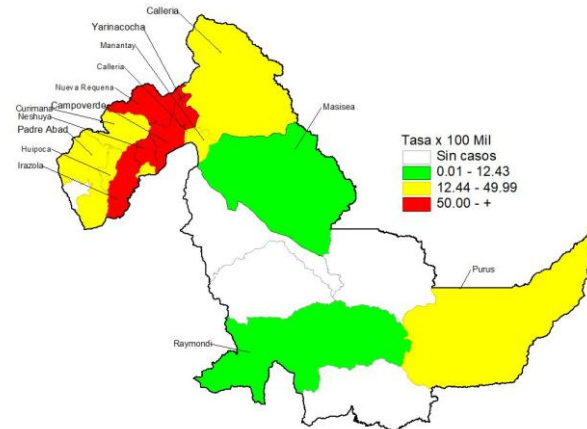 Calleria
Yarinacocha
Manantay
Calleria
Nueva Requena
Curimana
Campoverde
Neshuya
Padre Abad
Huipoca
Irazola
Masisea
Tasa x 100 Mil
Sin casos
0.01 - 12.43
12.44 - 49.99
50.00 - +
Purus
Raymondi